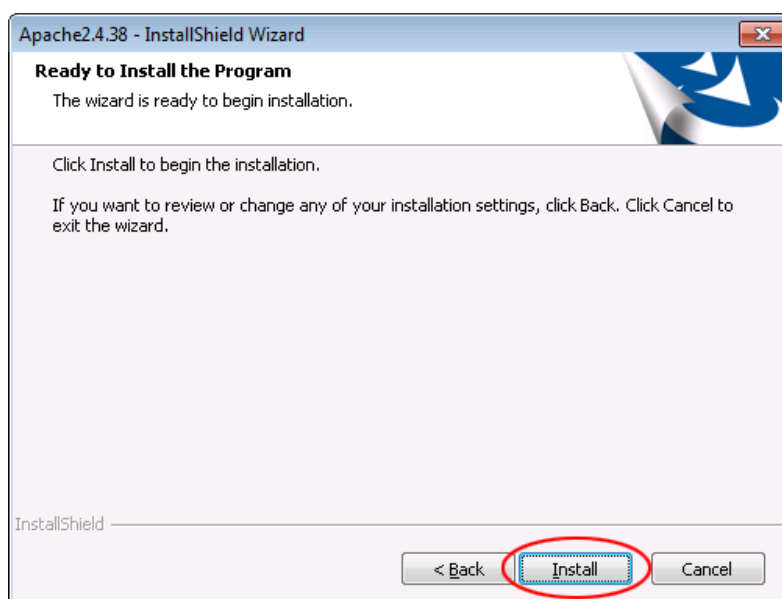 Apache2.4.38 - InstallShield Wizard
Ready to Install the Program
The wizard is ready to begin installation.
Click Install to begin the installation.
If you want to review or change any of your installation settings, click Back. Click Cancel to
exit the wizard.
InstallShield
< Back
Install
Cancel